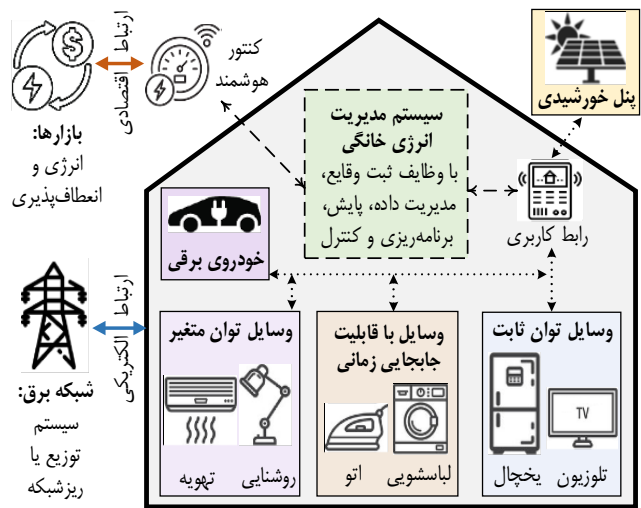 ارتباط اقتصادی
کنتور
هوشمند
پنل خورشیدی
بازارها:
انرژی و
انعطاف‌پذیری
سیستم مدیریت
انرژی خانگی
با وظایف ثبت وقایع،
مدیریت داده، پایش،
برنامه‌ریزی و کنترل
رابط کاربری
خودروی برقی
ارتباط الکتریکی
شبکه برق:
سیستم
توزیع یا
ریزشبکه
وسایل توان ثابت
TV
تلوزیون
یخچال
وسایل با قابلیت
جابجایی زمانی
لباسشویی
اتو
وسایل توان متغیر
روشنایی
تهویه